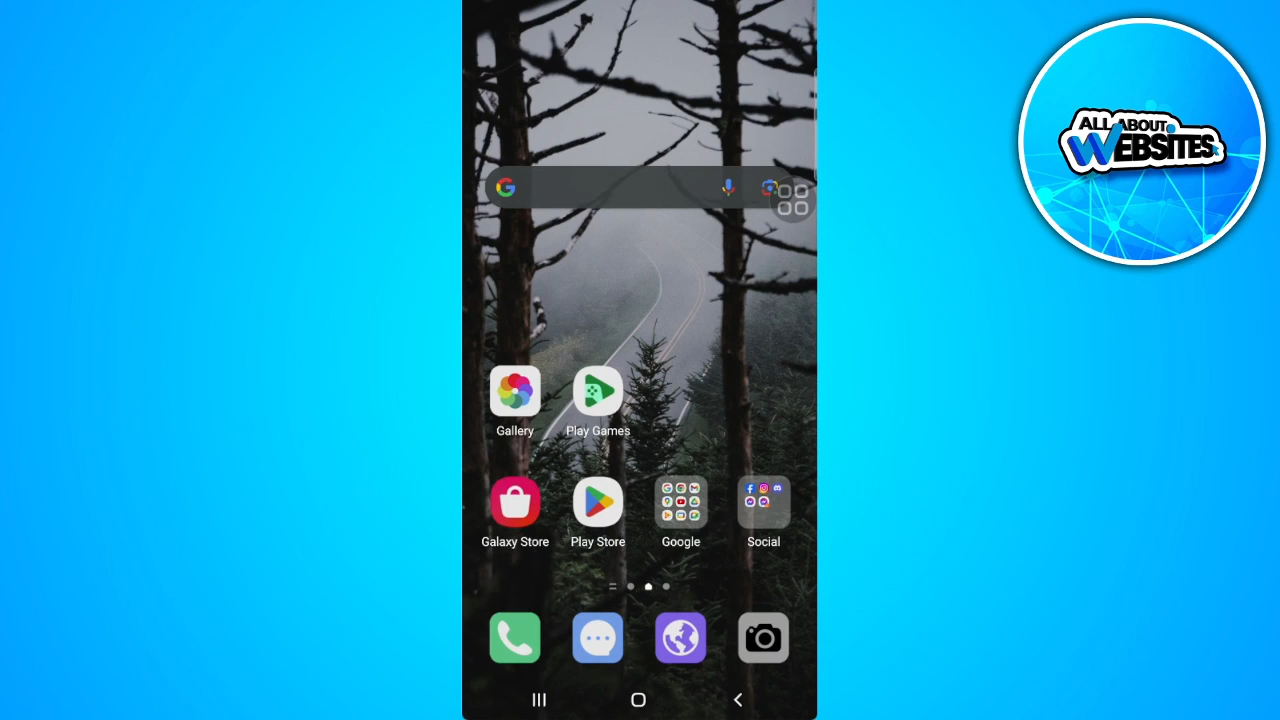 ALL ABOUT
WEBSITES
Gallery
Play Games
Galaxy Store
Play Store
Google
Social